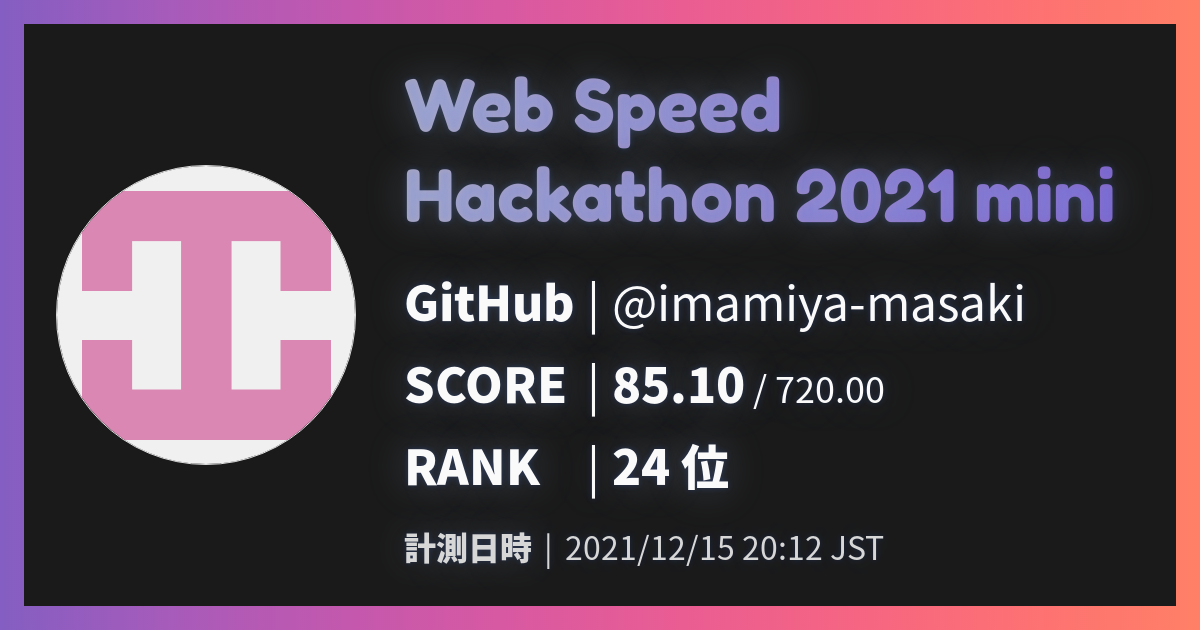 Web Speed
Hackathon 2021 mini
GitHub | @imamiya-masaki
SCORE | 85.10 / 720.00
RANK | 24 位
計測日時 | 2021/12/15 20:12 JST